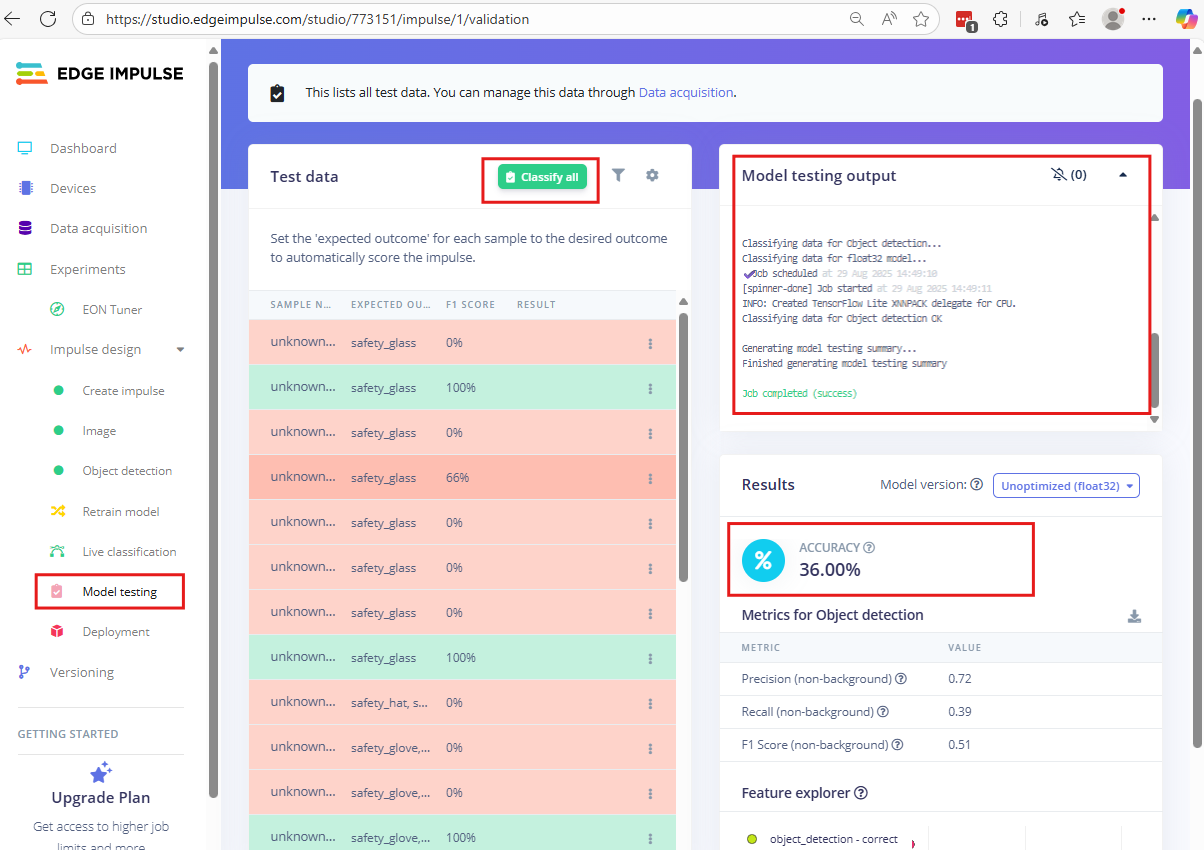 https://studio.edgeimpulse.com/studio/773151/impulse/1/validation
1
EDGE IMPULSE
Dashboard
Devices
Data acquisition
Experiments
EON Tuner
Impulse design
Create impulse
Image
Object detection
Retrain model
Live classification
Model testing
Deployment
Versioning
GETTING STARTED
Upgrade Plan
Get access to higher job
limits and more
This lists all test data. You can manage this data through Data acquisition.
Test data
Classify all
Set the 'expected outcome' for each sample to the desired outcome
to automatically score the impulse.
SAMPLE N... EXPECTED OU... F1 SCORE RESULT
unknown... safety_glass 0%
unknown... safety_glass 100%
unknown... safety_glass 0%
unknown... safety_glass 66%
unknown... safety_glass 0%
unknown... safety_glass 0%
unknown... safety_glass 0%
unknown... safety_glass 100%
unknown... safety_hat, s... 0%
unknown... safety_glove,... 0%
unknown... safety_glove,... 0%
unknown... safety_glove,... 100%
Model testing output
(0)
Classifying data for Object detection...
Classifying data for float32 model...
Job scheduled at 29 Aug 2025 14:49:10
[spinner-done] Job started at 29 Aug 2025 14:49:11
INFO: Created TensorFlow Lite XNNPACK delegate for CPU.
Classifying data for Object detection OK
Generating model testing summary...
Finished generating model testing summary
Job completed (success)
Results
Model version: ? Unoptimized (float32)
%
ACCURACY ?
36.00%
Metrics for Object detection
METRIC VALUE
Precision (non-background) ? 0.72
Recall (non-background) ? 0.39
F1 Score (non-background) ? 0.51
Feature explorer ?
object_detection - correct